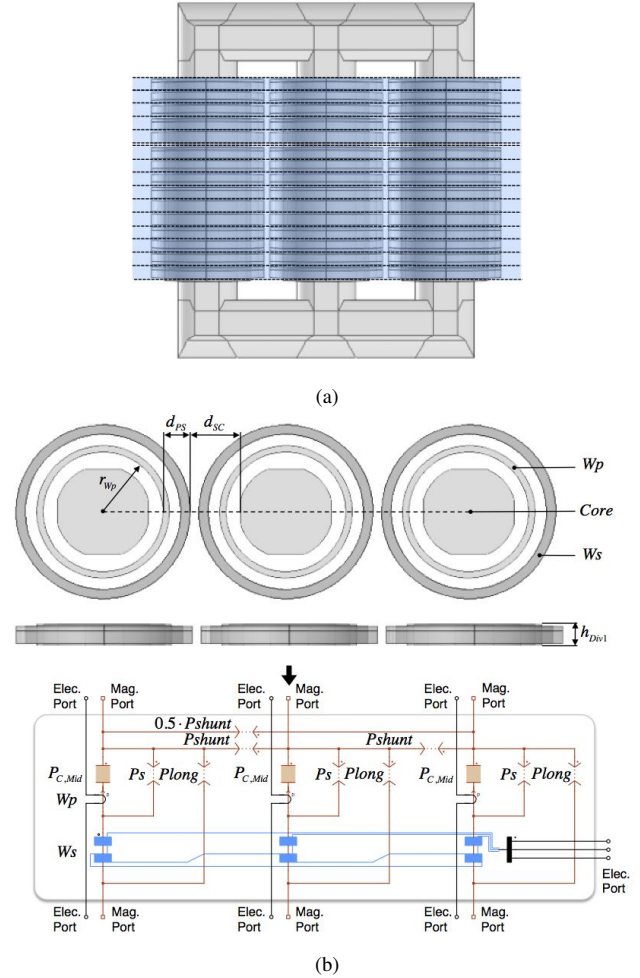 (a)
d_PS d_SC
r_Wp
Wp
Core
Ws
h_Div1
Elec. Port Mag. Port Elec. Port Mag. Port Elec. Port Mag. Port
0.5 · Pshunt
Pshunt Pshunt
P_C,Mid Ps Plong P_C,Mid Ps Plong P_C,Mid Ps Plong
Wp
Ws
Elec. Port
Elec. Port Mag. Port Elec. Port Mag. Port Elec. Port Mag. Port
(b)